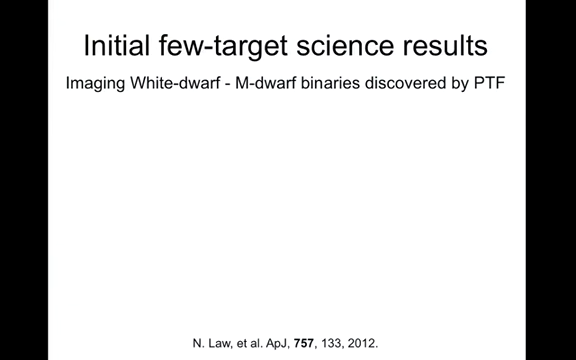 Initial few-target science results
Imaging White-dwarf - M-dwarf binaries discovered by PTF
N. Law, et al. ApJ, 757, 133, 2012.